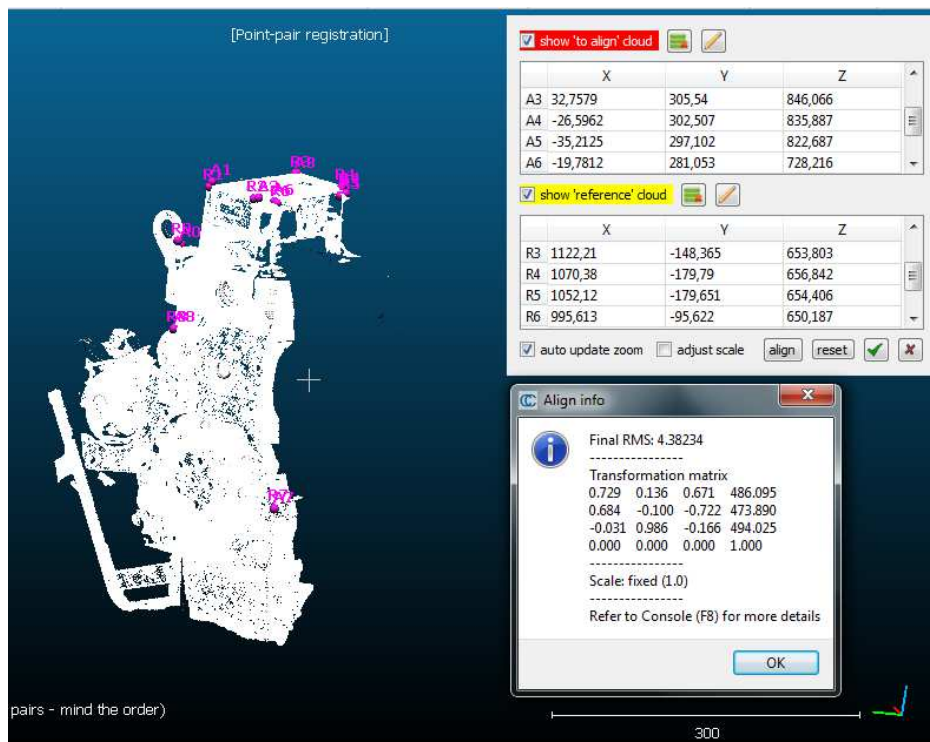 [Point-pair registration]
show 'to align' cloud
X Y Z
A3 32,7579 305,54 846,066
A4 -26,5962 302,507 835,887
A5 -35,2125 297,102 822,687
A6 -19,7812 281,053 728,216
show 'reference' cloud
X Y Z
R3 1122,21 -148,365 653,803
R4 1070,38 -179,79 656,842
R5 1052,12 -179,651 654,406
R6 995,613 -95,622 650,187
auto update zoom adjust scale align reset
Align info
Final RMS: 4.38234
----------------
Transformation matrix
0.729 0.136 0.671 486.095
0.684 -0.100 -0.722 473.890
-0.031 0.986 -0.166 494.025
0.000 0.000 0.000 1.000
----------------
Scale: fixed (1.0)
----------------
Refer to Console (F8) for more details
OK
A1
R2
pairs - mind the order)
300